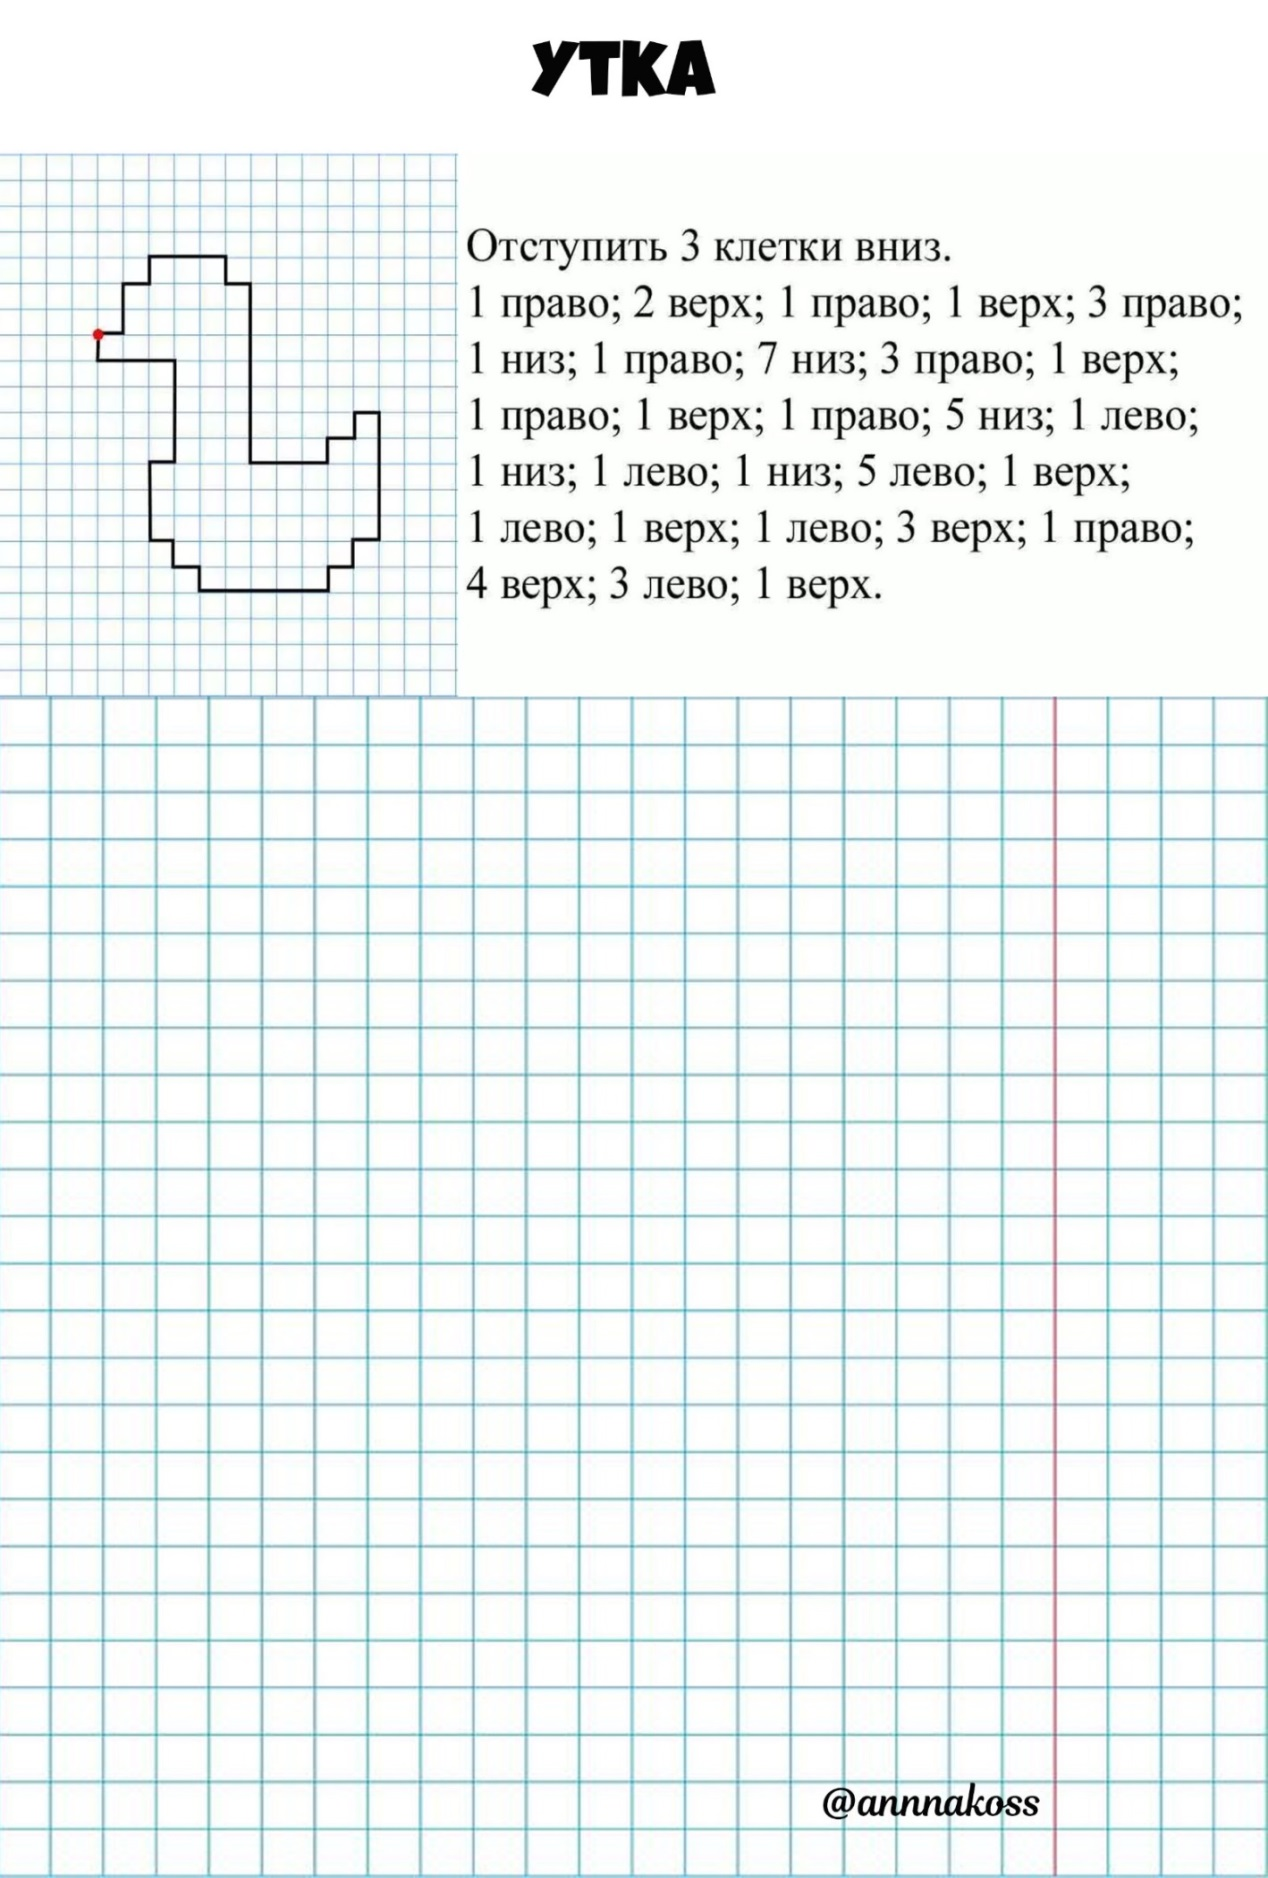 УТКА
Отступить 3 клетки вниз.
1 право; 2 верх; 1 право; 1 верх; 3 право;
1 низ; 1 право; 7 низ; 3 право; 1 верх;
1 право; 1 верх; 1 право; 5 низ; 1 лево;
1 низ; 1 лево; 1 низ; 5 лево; 1 верх;
1 лево; 1 верх; 1 лево; 3 верх; 1 право;
4 верх; 3 лево; 1 верх.
@annnakoss